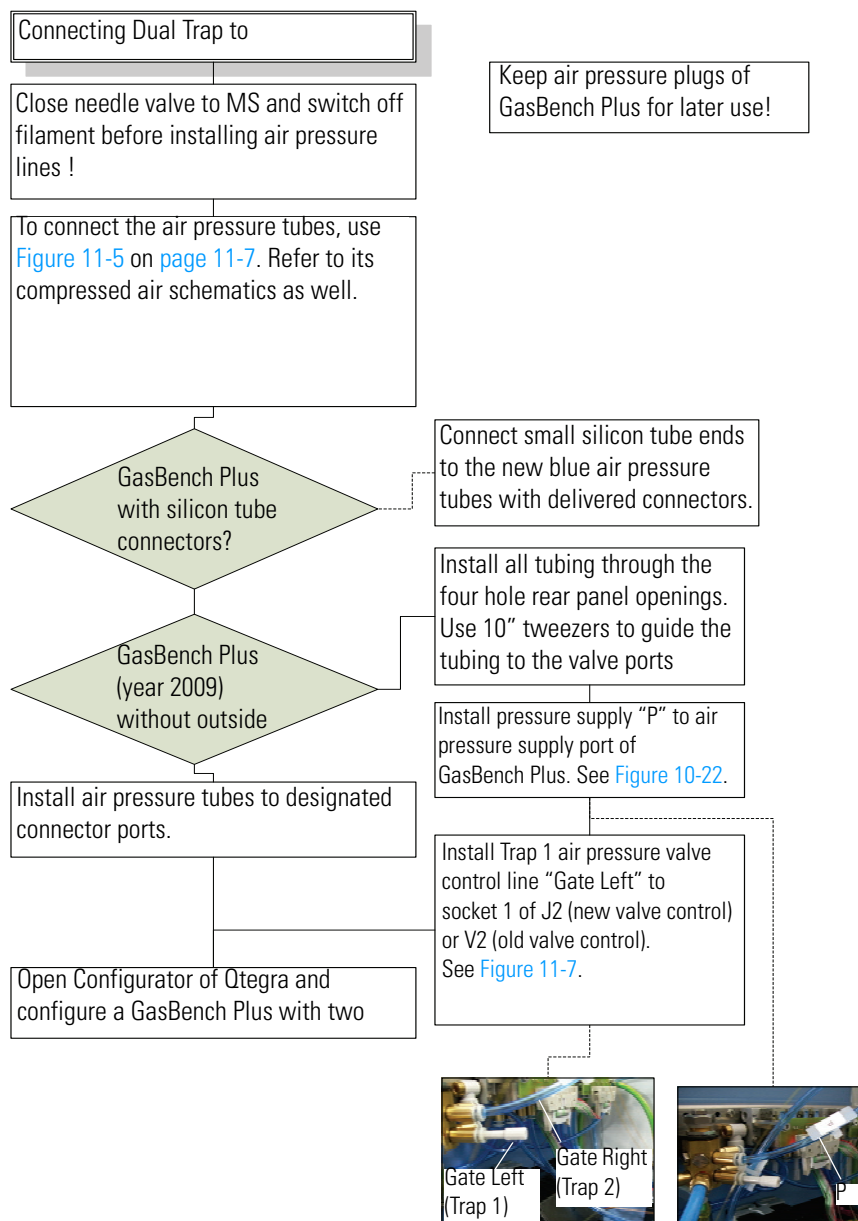 Connecting Dual Trap to
Keep air pressure plugs of
GasBench Plus for later use!
Close needle valve to MS and switch off
filament before installing air pressure
lines !
To connect the air pressure tubes, use
Figure 11-5 on page 11-7. Refer to its
compressed air schematics as well.
GasBench Plus
with silicon tube
connectors?
Connect small silicon tube ends
to the new blue air pressure
tubes with delivered connectors.
Install all tubing through the
four hole rear panel openings.
Use 10” tweezers to guide the
tubing to the valve ports
GasBench Plus
(year 2009)
without outside
Install pressure supply “P” to air
pressure supply port of
GasBench Plus. See Figure 10-22.
Install air pressure tubes to designated
connector ports.
Install Trap 1 air pressure valve
control line “Gate Left” to
socket 1 of J2 (new valve control)
or V2 (old valve control).
See Figure 11-7.
Open Configurator of Qtegra and
configure a GasBench Plus with two
Gate Left
(Trap 1)
Gate Right
(Trap 2)
P